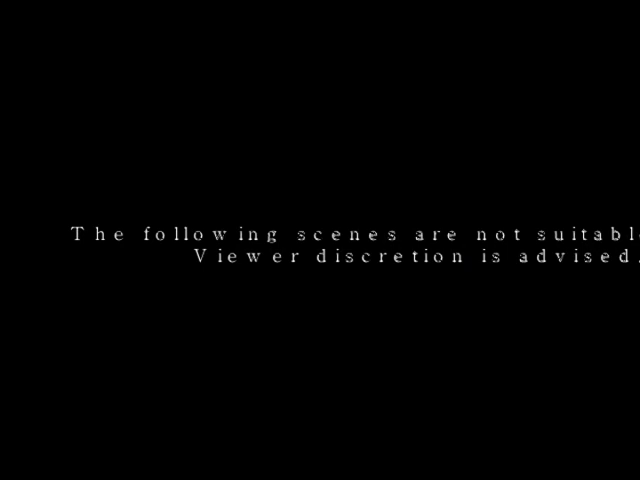 The following scenes are not suitabl
Viewer discretion is advised.